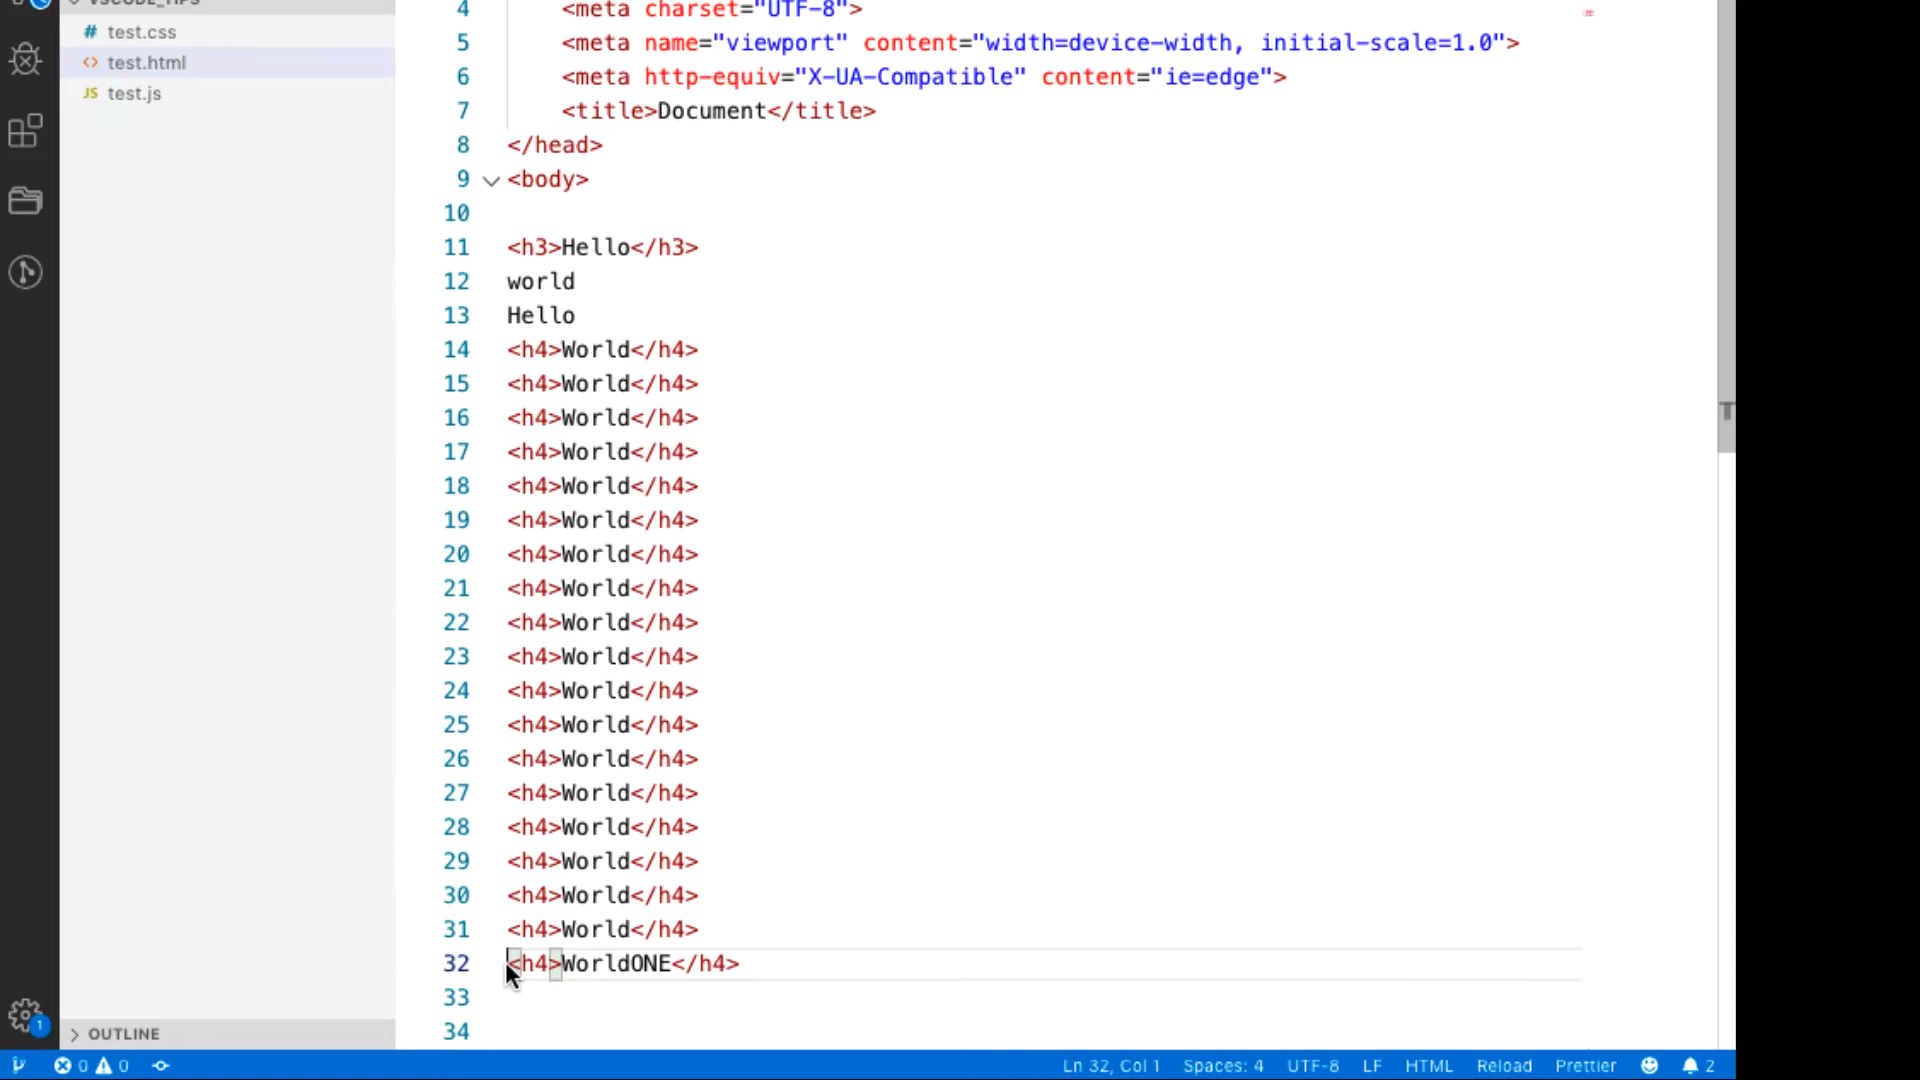 VSCODE_TIPS
# test.css
<> test.html
JS test.js
4 <meta charset="UTF-8">
5 <meta name="viewport" content="width=device-width, initial-scale=1.0">
6 <meta http-equiv="X-UA-Compatible" content="ie=edge">
7 <title>Document</title>
8 </head>
9 <body>
10
11 <h3>Hello</h3>
12 world
13 Hello
14 <h4>World</h4>
15 <h4>World</h4>
16 <h4>World</h4>
17 <h4>World</h4>
18 <h4>World</h4>
19 <h4>World</h4>
20 <h4>World</h4>
21 <h4>World</h4>
22 <h4>World</h4>
23 <h4>World</h4>
24 <h4>World</h4>
25 <h4>World</h4>
26 <h4>World</h4>
27 <h4>World</h4>
28 <h4>World</h4>
29 <h4>World</h4>
30 <h4>World</h4>
31 <h4>World</h4>
32 <h4>WorldONE</h4>
33
34
1
OUTLINE
0 0 Ln 32, Col 1 Spaces: 4 UTF-8 LF HTML Reload Prettier 2